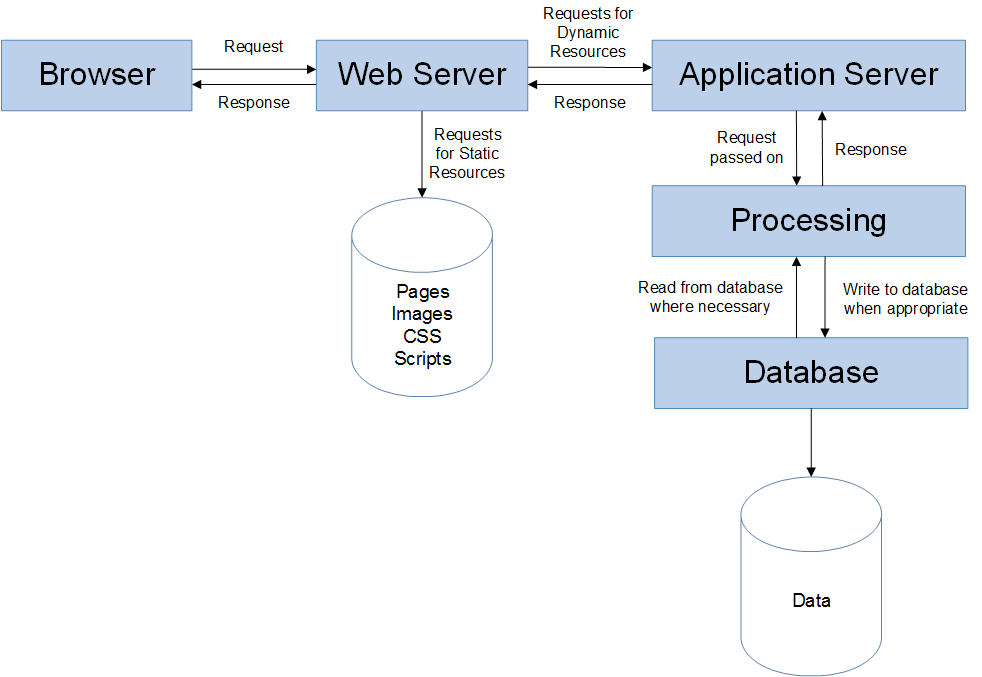 Browser
Request
Response
Web Server
Requests for
Dynamic
Resources
Response
Application Server
Requests
for Static
Resources
Pages
Images
CSS
Scripts
Request
passed on
Response
Processing
Read from database
where necessary
Write to database
when appropriate
Database
Data